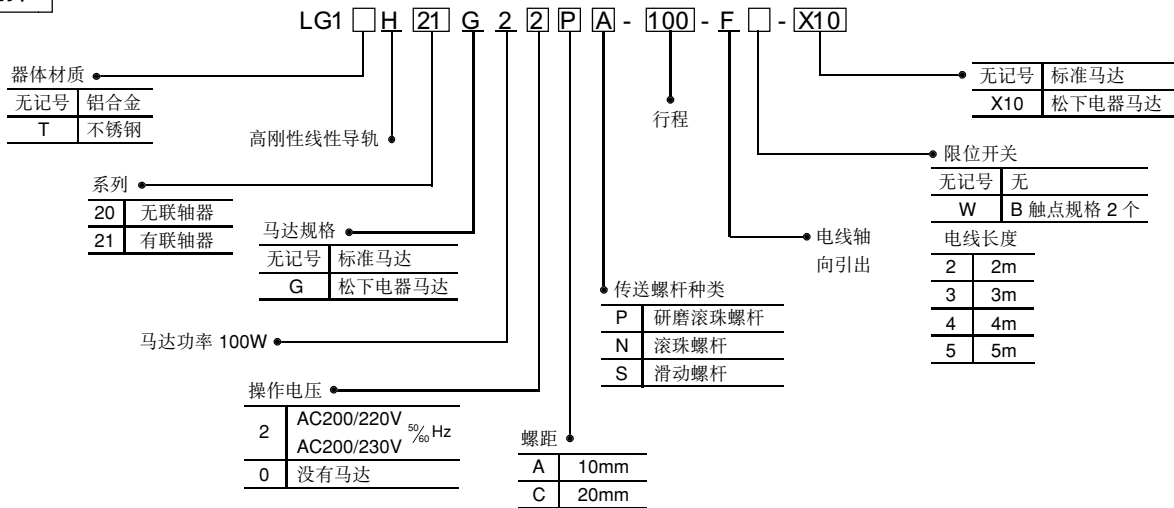 LG1 □ H 21 G 2 2 P A - 100 - F □ - X10
器体材质
无记号 铝合金
T 不锈钢
高刚性线性导轨
系列
20 无联轴器
21 有联轴器
马达规格
无记号 标准马达
G 松下电器马达
马达功率 100W
操作电压
2 AC200/220V 50/60 Hz
AC200/230V
0 没有马达
螺距
A 10mm
C 20mm
传送螺杆种类
P 研磨滚珠螺杆
N 滚珠螺杆
S 滑动螺杆
行程
电线轴
向引出
无记号 标准马达
X10 松下电器马达
限位开关
无记号 无
W B 触点规格 2 个
电线长度
2 2m
3 3m
4 4m
5 5m